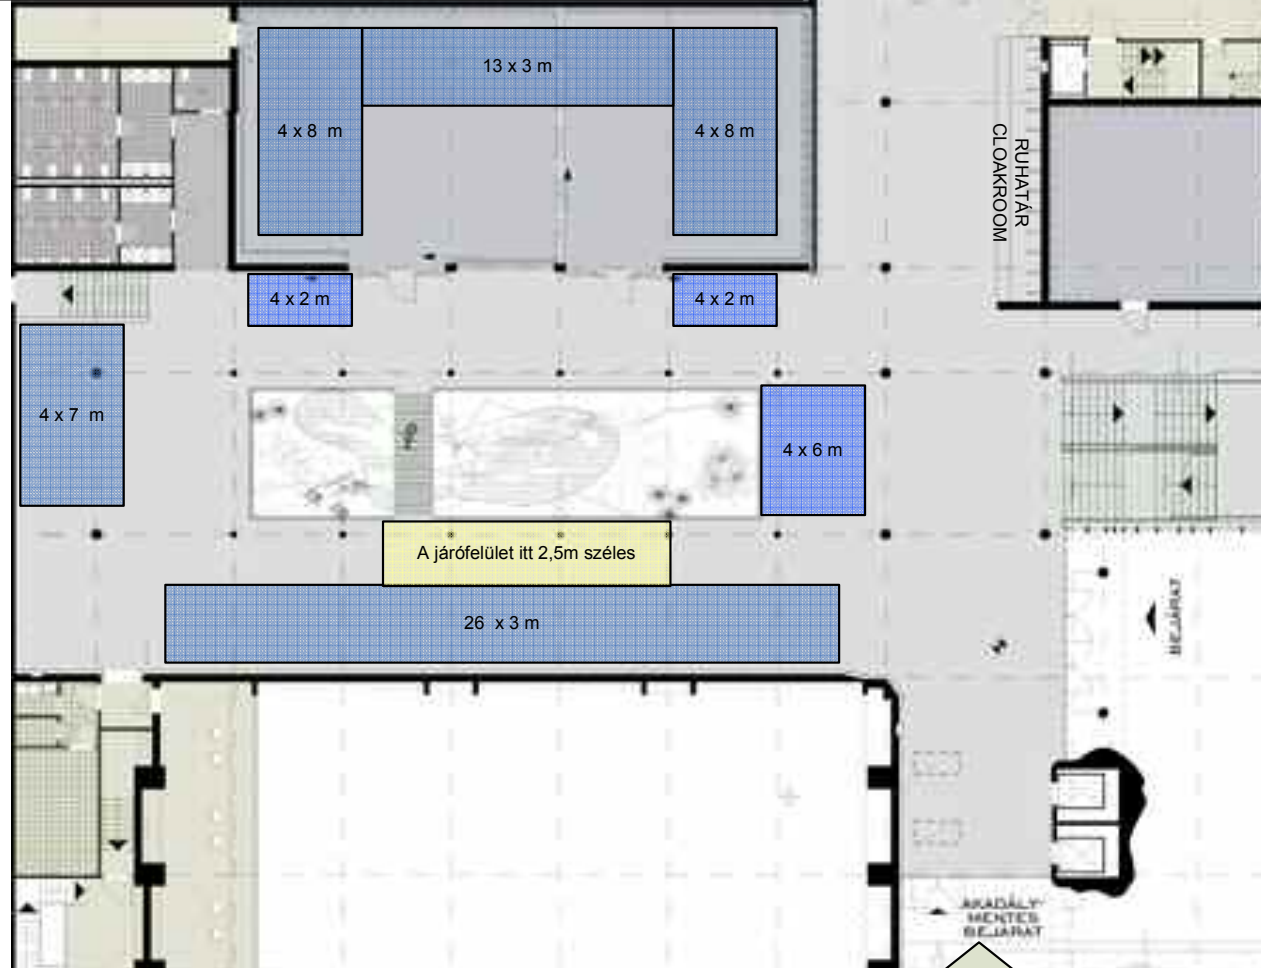 13 x 3 m
4 x 8  m
4 x 8 m
RUHATÁR
CLOAKROOM
4 x 2 m
4 x 2 m
4 x 7  m
4 x 6 m
A járófelület itt 2,5m széles
26  x 3 m
BEJÁRAT
AKADÁLY-
MENTES
BEJÁRAT